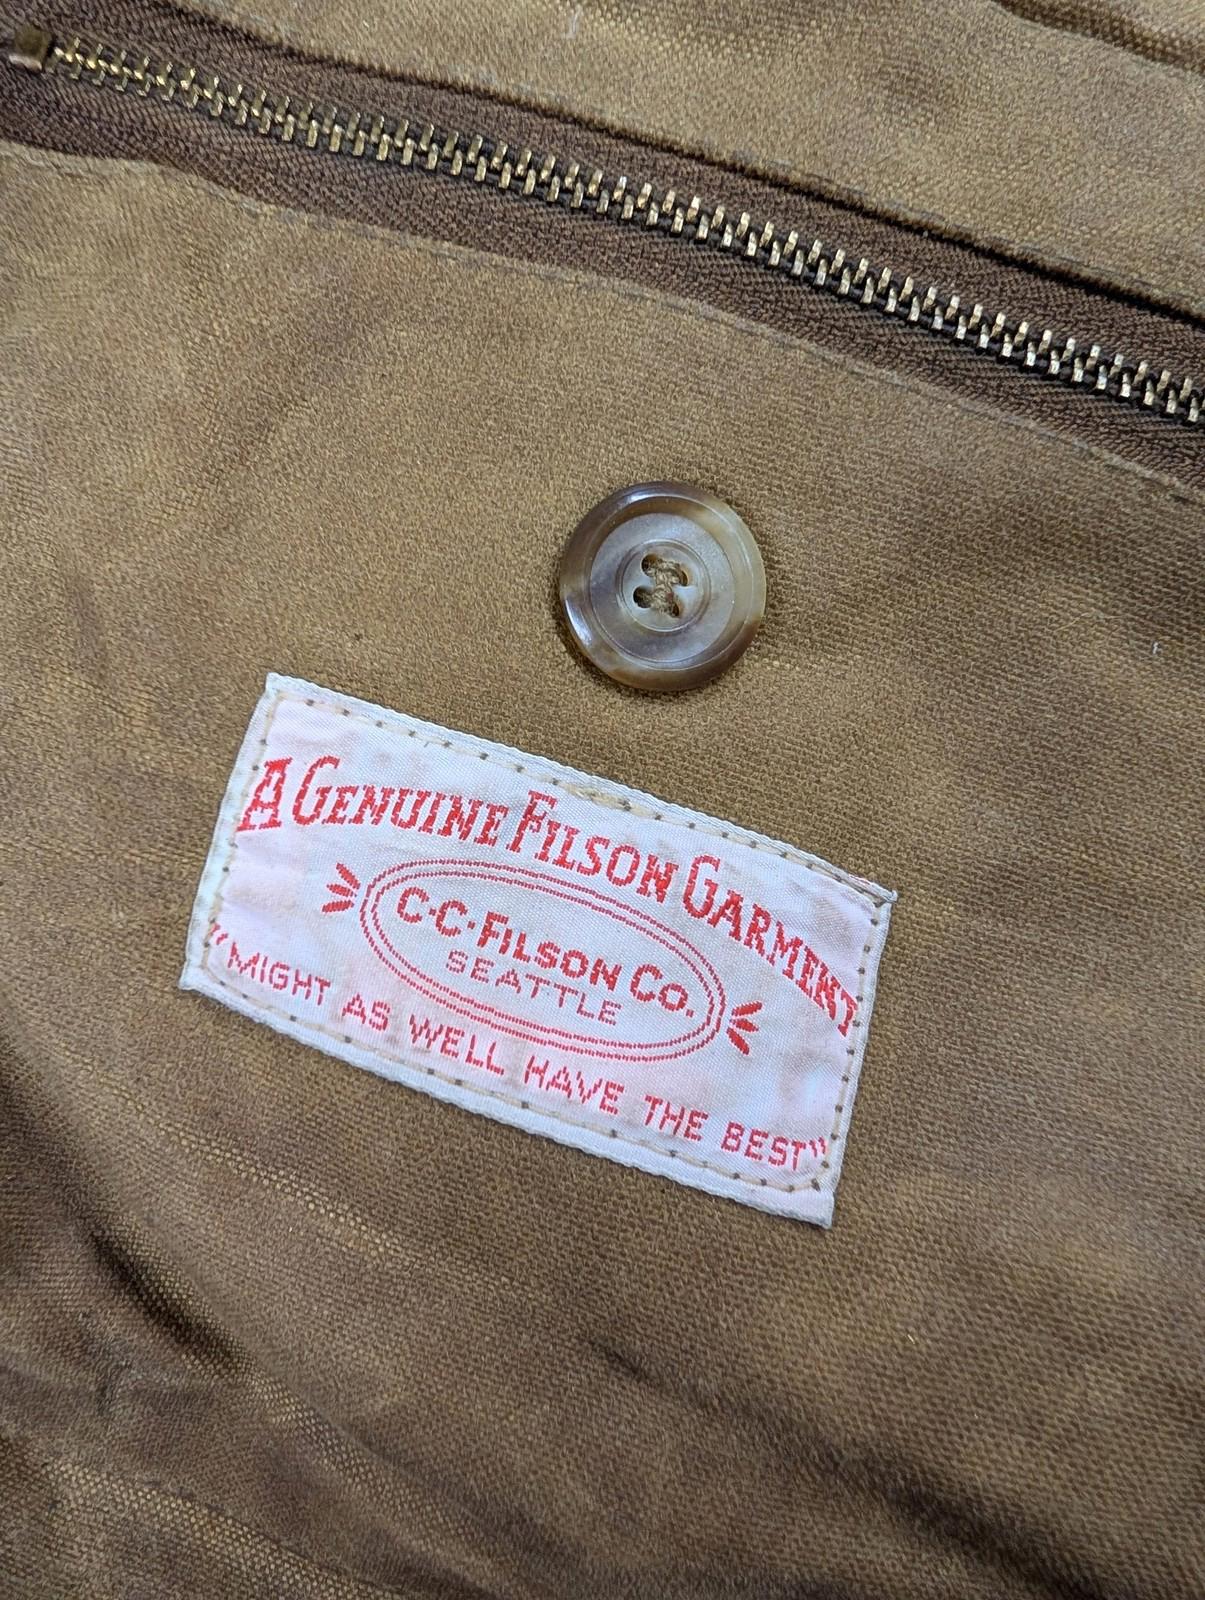 A GENUINE FILSON GARMENT
C·C·FILSON CO.
SEATTLE
"MIGHT AS WELL HAVE THE BEST"